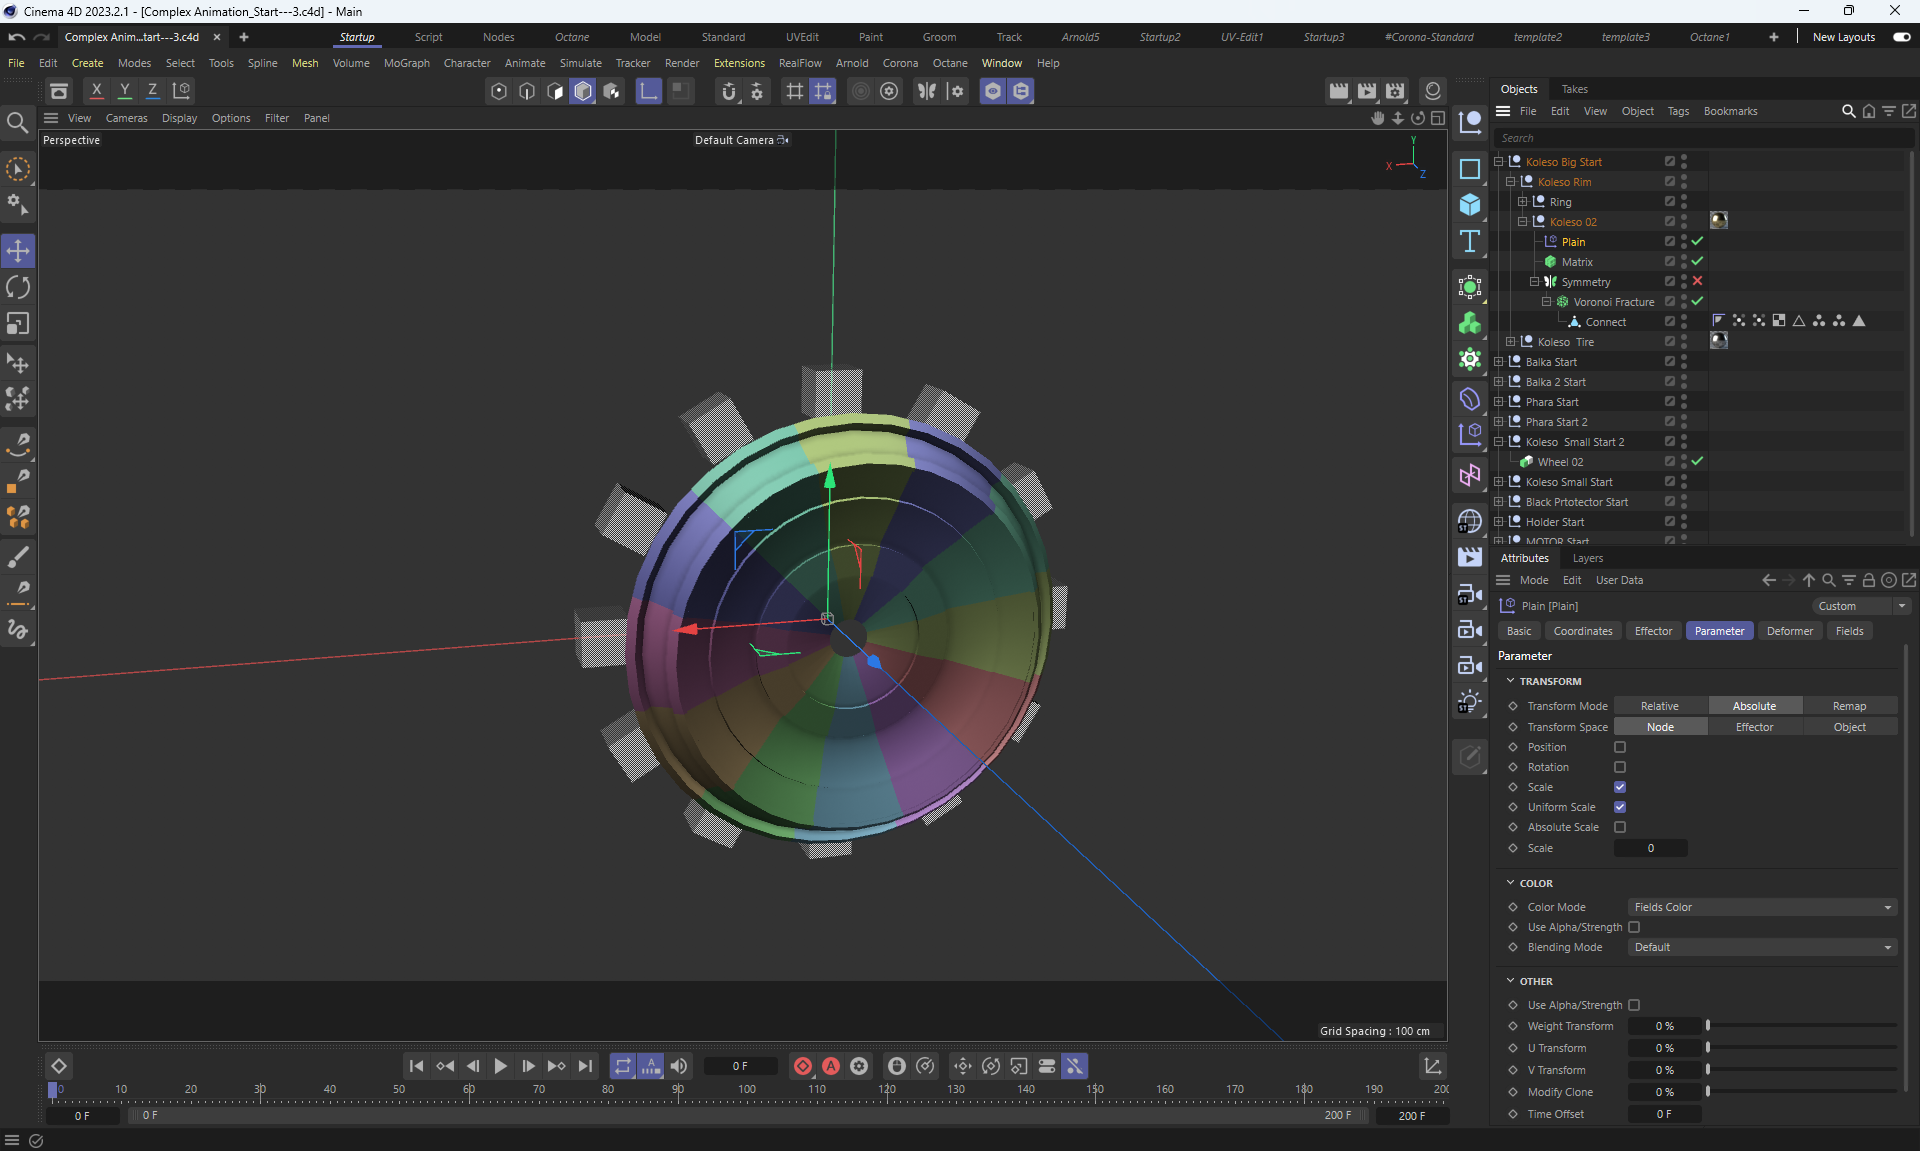 Cinema 4D 2023.2.1 - [Complex Animation_Start---3.c4d] - Main
Complex Anim...tart---3.c4d
Startup Script Nodes Octane Model Standard UVEdit Paint Groom Track Arnold5 Startup2 UV-Edit1 Startup3 #Corona-Standard template2 template3 Octane1 New Layouts
File Edit Create Modes Select Tools Spline Mesh Volume MoGraph Character Animate Simulate Tracker Render Extensions RealFlow Arnold Corona Octane Window Help
X Y Z
View Cameras Display Options Filter Panel
Perspective
Default Camera
Y
X
Z
Grid Spacing : 100 cm
Objects Takes
File Edit View Object Tags Bookmarks
Search
Koleso Big Start
Koleso Rim
Ring
Koleso 02
Plain
Matrix
Symmetry
Voronoi Fracture
Connect
Koleso Tire
Balka Start
Balka 2 Start
Phara Start
Phara Start 2
Koleso Small Start 2
Wheel 02
Koleso Small Start
Black Prtotector Start
Holder Start
MOTOR Start
Attributes Layers
Mode Edit User Data
Plain [Plain]
Custom
Basic Coordinates Effector Parameter Deformer Fields
Parameter
TRANSFORM
Transform Mode Relative Absolute Remap
Transform Space Node Effector Object
Position
Rotation
Scale
Uniform Scale
Absolute Scale
Scale 0
COLOR
Color Mode Fields Color
Use Alpha/Strength
Blending Mode Default
OTHER
Use Alpha/Strength
Weight Transform 0 %
U Transform 0 %
V Transform 0 %
Modify Clone 0 %
Time Offset 0 F
ST
ST
ST
A
0 F
A
0 10 20 30 40 50 60 70 80 90 100 110 120 130 140 150 160 170 180 190 200
0 F 0 F 200 F 200 F